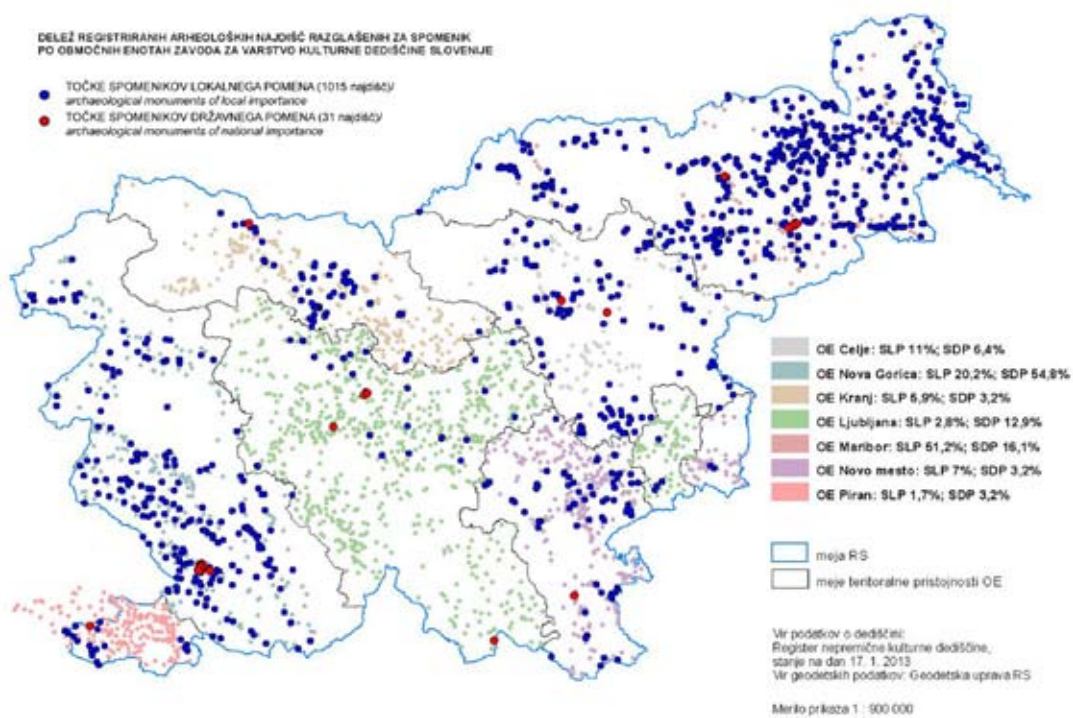 DELEŽ REGISTRIRANIH ARHEOLOŠKIH NAJDIŠČ RAZGLAŠENIH ZA SPOMENIK
PO OBMOČNIH ENOTAH ZAVODA ZA VARSTVO KULTURNE DEDIŠČINE SLOVENIJE
TOČKE SPOMENIKOV LOKALNEGA POMENA (1015 najdišč)/
archaeological monuments of local importance
TOČKE SPOMENIKOV DRŽAVNEGA POMENA (31 najdišč)/
archaeological monuments of national importance
OE Celje: SLP 11%; SDP 6,4%
OE Nova Gorica: SLP 20,2%; SDP 54,8%
OE Kranj: SLP 5,9%; SDP 3,2%
OE Ljubljana: SLP 2,8%; SDP 12,9%
OE Maribor: SLP 51,2%; SDP 16,1%
OE Novo mesto: SLP 7%; SDP 3,2%
OE Piran: SLP 1,7%; SDP 3,2%
meja RS
meje teritoralne pristojnosti OE
Vir podatkov o dediščini:
Register nepremične kulturne dediščine,
stanje na dan 17. 1. 2013
Vir geodetskih podatkov: Geodetska uprava RS
Merilo prikaza 1 : 900 000